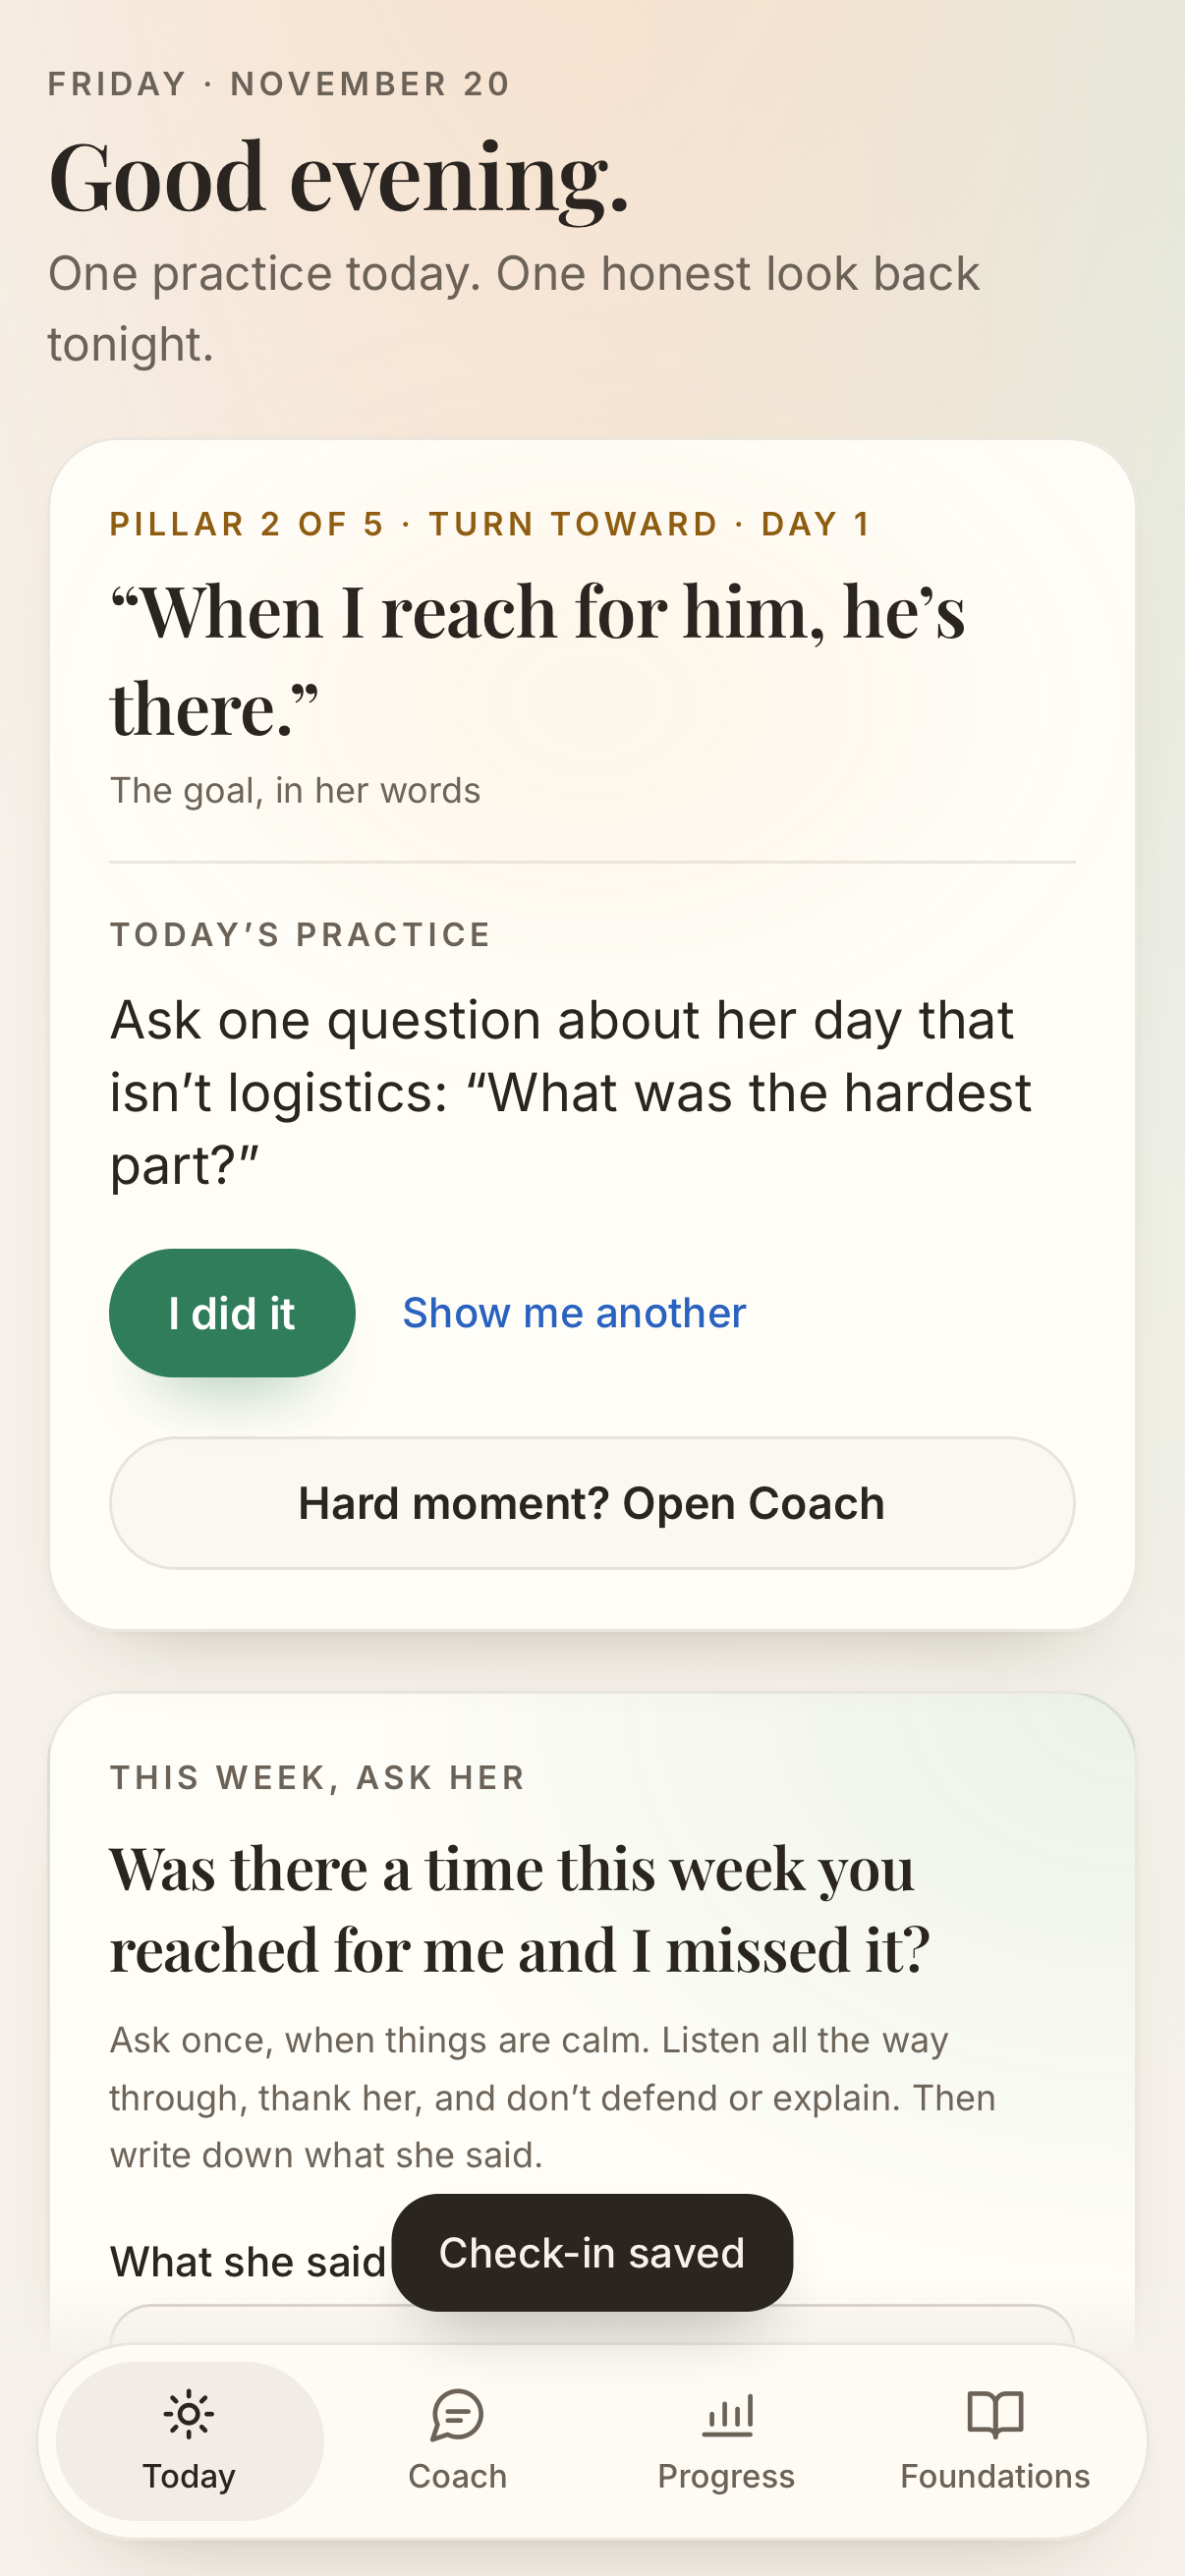 FRIDAY · NOVEMBER 20
Good evening.
One practice today. One honest look back
tonight.
PILLAR 2 OF 5 · TURN TOWARD · DAY 1
“When I reach for him, he’s
there.”
The goal, in her words
TODAY’S PRACTICE
Ask one question about her day that
isn’t logistics: “What was the hardest
part?”
I did it
Show me another
Hard moment? Open Coach
THIS WEEK, ASK HER
Was there a time this week you
reached for me and I missed it?
Ask once, when things are calm. Listen all the way
through, thank her, and don’t defend or explain. Then
write down what she said.
What she said
Check-in saved
Today
Coach
Progress
Foundations